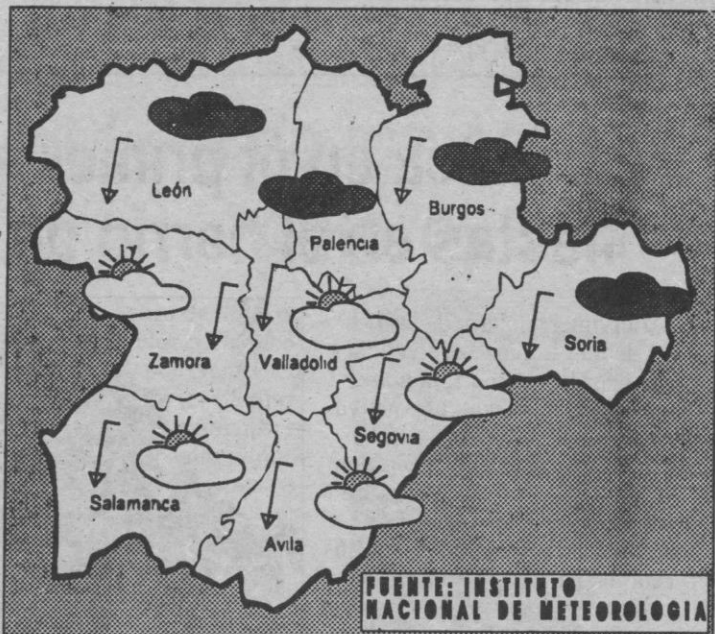 León
Burgos
Palencia
Soria
Zamora
Valladolid
Segovia
Salamanca
Avila
FUENTE: INSTITUTO
NACIONAL DE METEOROLOGIA